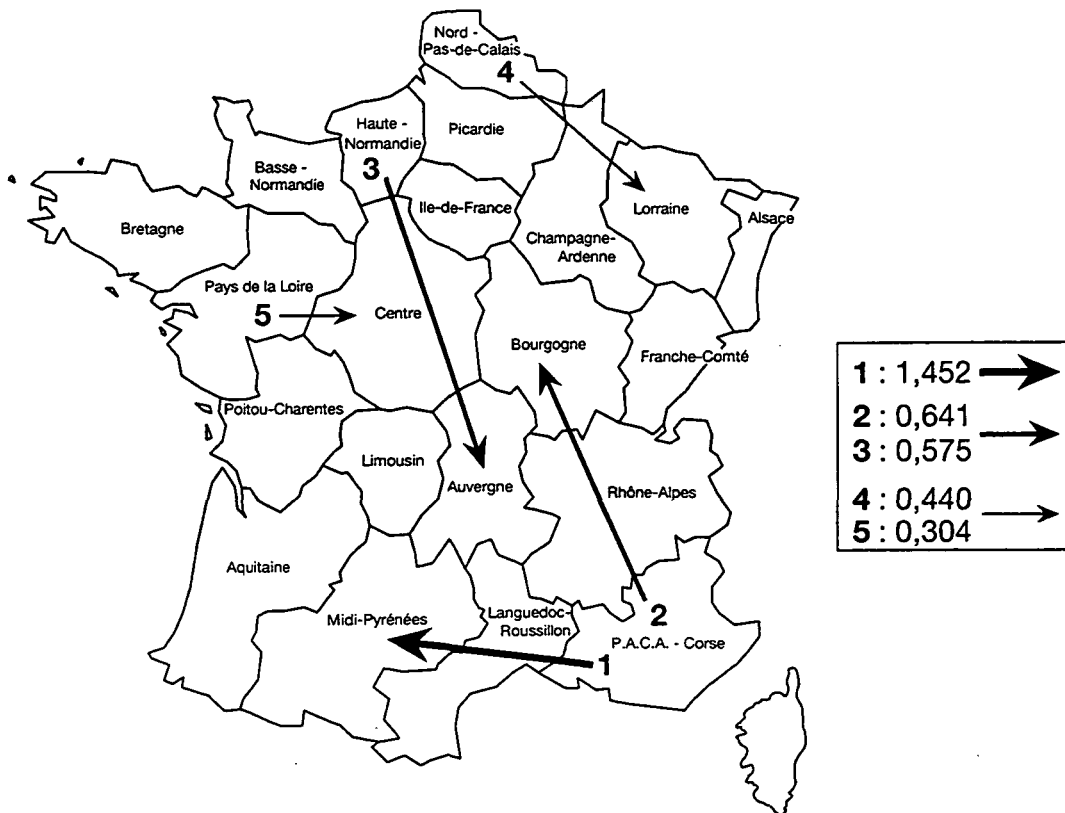 Nord -
Pas-de-Calais
4
Haute -
Normandie
3
Picardie
Basse -
Normandie
Ile-de-France
Lorraine
Alsace
Bretagne
Champagne-
Ardenne
Pays de la Loire
5
Centre
Bourgogne
Franche-Comté
Poitou-Charentes
Limousin
Auvergne
Rhône-Alpes
Aquitaine
Midi-Pyrénées
Languedoc-
Roussillon
2
P.A.C.A. - Corse
1
1 : 1,452
2 : 0,641
3 : 0,575
4 : 0,440
5 : 0,304